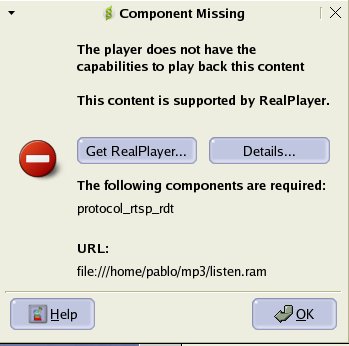 Component Missing
The player does not have the
capabilities to play back this content
This content is supported by RealPlayer.
Get RealPlayer...
Details...
The following components are required:
protocol_rtsp_rdt
URL:
file:///home/pablo/mp3/listen.ram
Help
OK